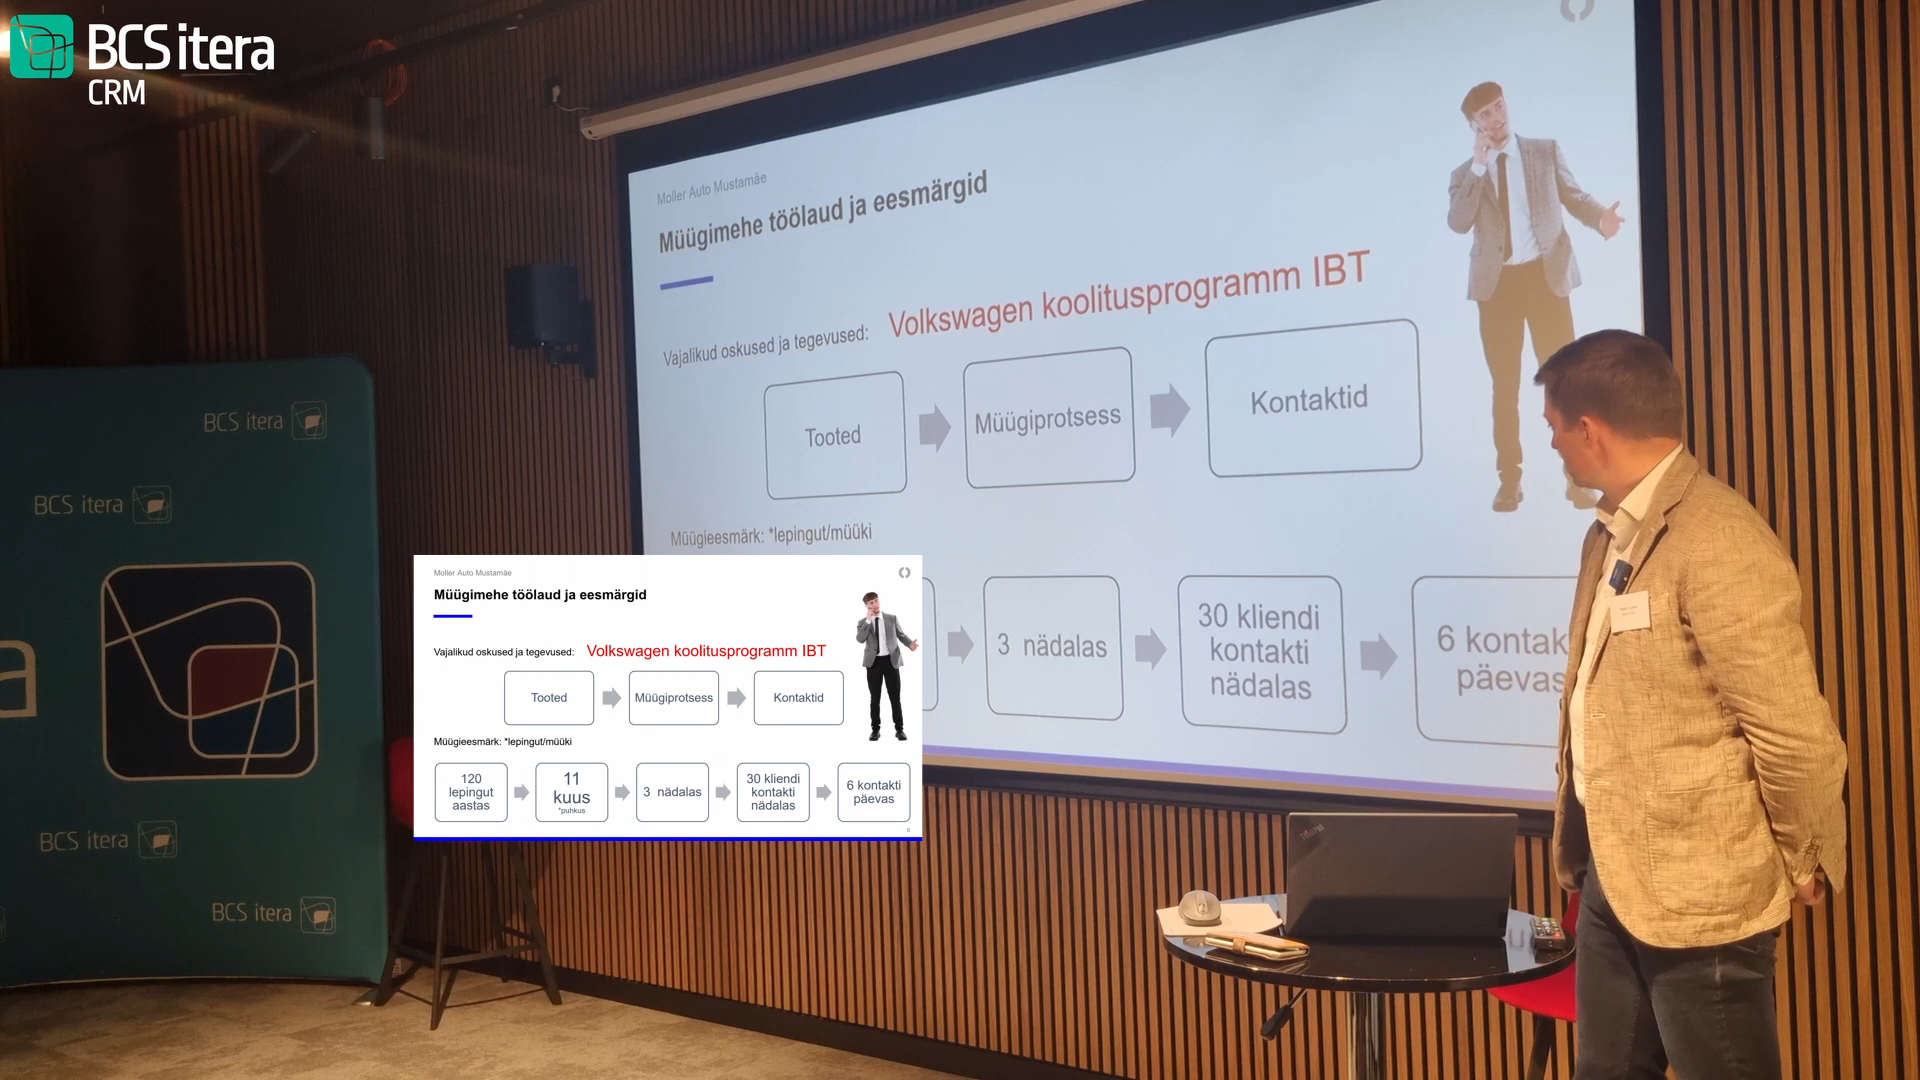 BCS itera
CRM
Moller Auto Mustamäe
Müügimehe töölaud ja eesmärgid
Vajalikud oskused ja tegevused: Volkswagen koolitusprogramm IBT
Tooted
Müügiprotsess
Kontaktid
Müügieesmärk: *lepingut/müüki
3 nädalas
30 kliendi
kontakti
nädalas
6 kontak
päevas
Moller Auto Mustamäe
Müügimehe töölaud ja eesmärgid
Vajalikud oskused ja tegevused: Volkswagen koolitusprogramm IBT
Tooted
Müügiprotsess
Kontaktid
Müügieesmärk: *lepingut/müüki
120
lepingut
aastas
11
kuus
*puhkus
3 nädalas
30 kliendi
kontakti
nädalas
6 kontakti
päevas
BCS itera
BCS itera
a
BCS itera
BCS itera
ThinkPad